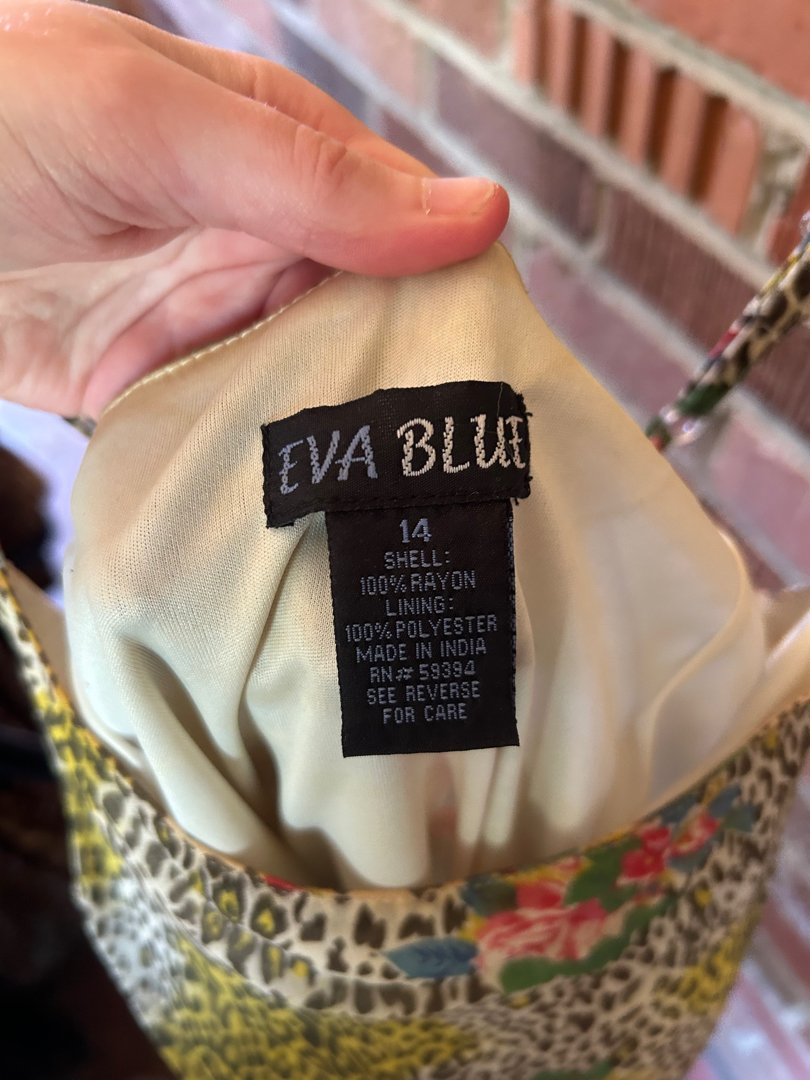 EVA BLUE
14
SHELL:
100% RAYON
LINING:
100% POLYESTER
MADE IN INDIA
RN# 59394
SEE REVERSE
FOR CARE